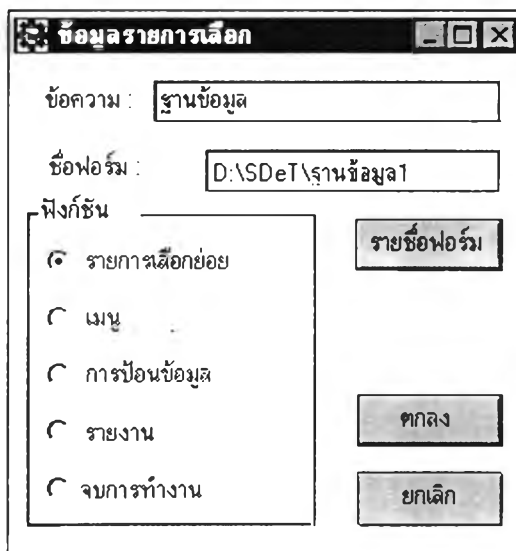 ข้อมูลรายการเลือก
ข้อความ : ฐานข้อมูล
ชื่อฟอร์ม : D:\SDeT\ฐานข้อมูล1
ฟังก์ชัน
รายชื่อฟอร์ม
รายการเลือกย่อย
เมนู
การป้อนข้อมูล
รายงาน
ตกลง
จบการทำงาน
ยกเลิก